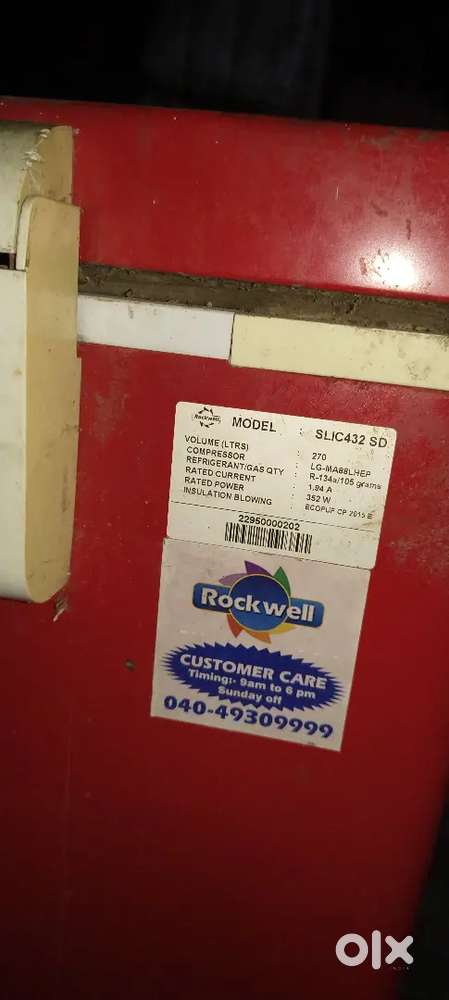 Rockwell MODEL : SLIC432 SD
VOLUME (LTRS) : 270
COMPRESSOR : LG-MA88LHEP
REFRIGERANT/GAS QTY : R-134a/105 grams
RATED CURRENT : 1.94 A
RATED POWER : 352 W
INSULATION BLOWING : ECOPUF CP 2015 E
22950000202
Rockwell
CUSTOMER CARE
Timing:- 9am to 6 pm
Sunday off
040-49309999
olx
INDIA